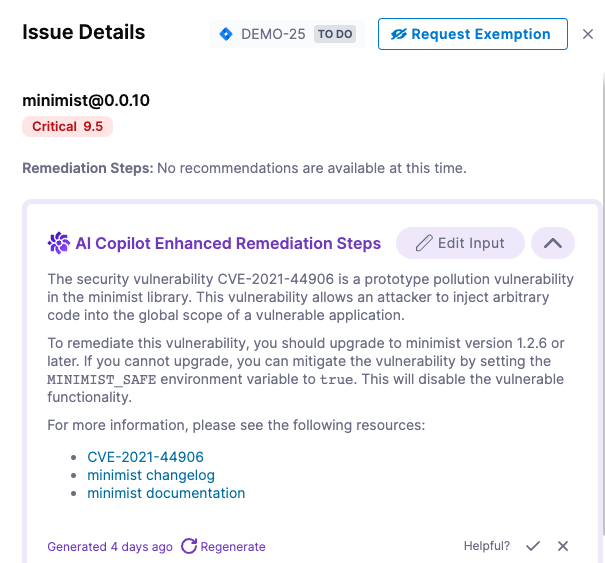 Issue Details
DEMO-25 TO DO
Request Exemption
minimist@0.0.10
Critical 9.5
Remediation Steps: No recommendations are available at this time.
AI Copilot Enhanced Remediation Steps
Edit Input
The security vulnerability CVE-2021-44906 is a prototype pollution vulnerability
in the minimist library. This vulnerability allows an attacker to inject arbitrary
code into the global scope of a vulnerable application.
To remediate this vulnerability, you should upgrade to minimist version 1.2.6 or
later. If you cannot upgrade, you can mitigate the vulnerability by setting the
MINIMIST_SAFE environment variable to true. This will disable the vulnerable
functionality.
For more information, please see the following resources:
• CVE-2021-44906
• minimist changelog
• minimist documentation
Generated 4 days ago Regenerate
Helpful?